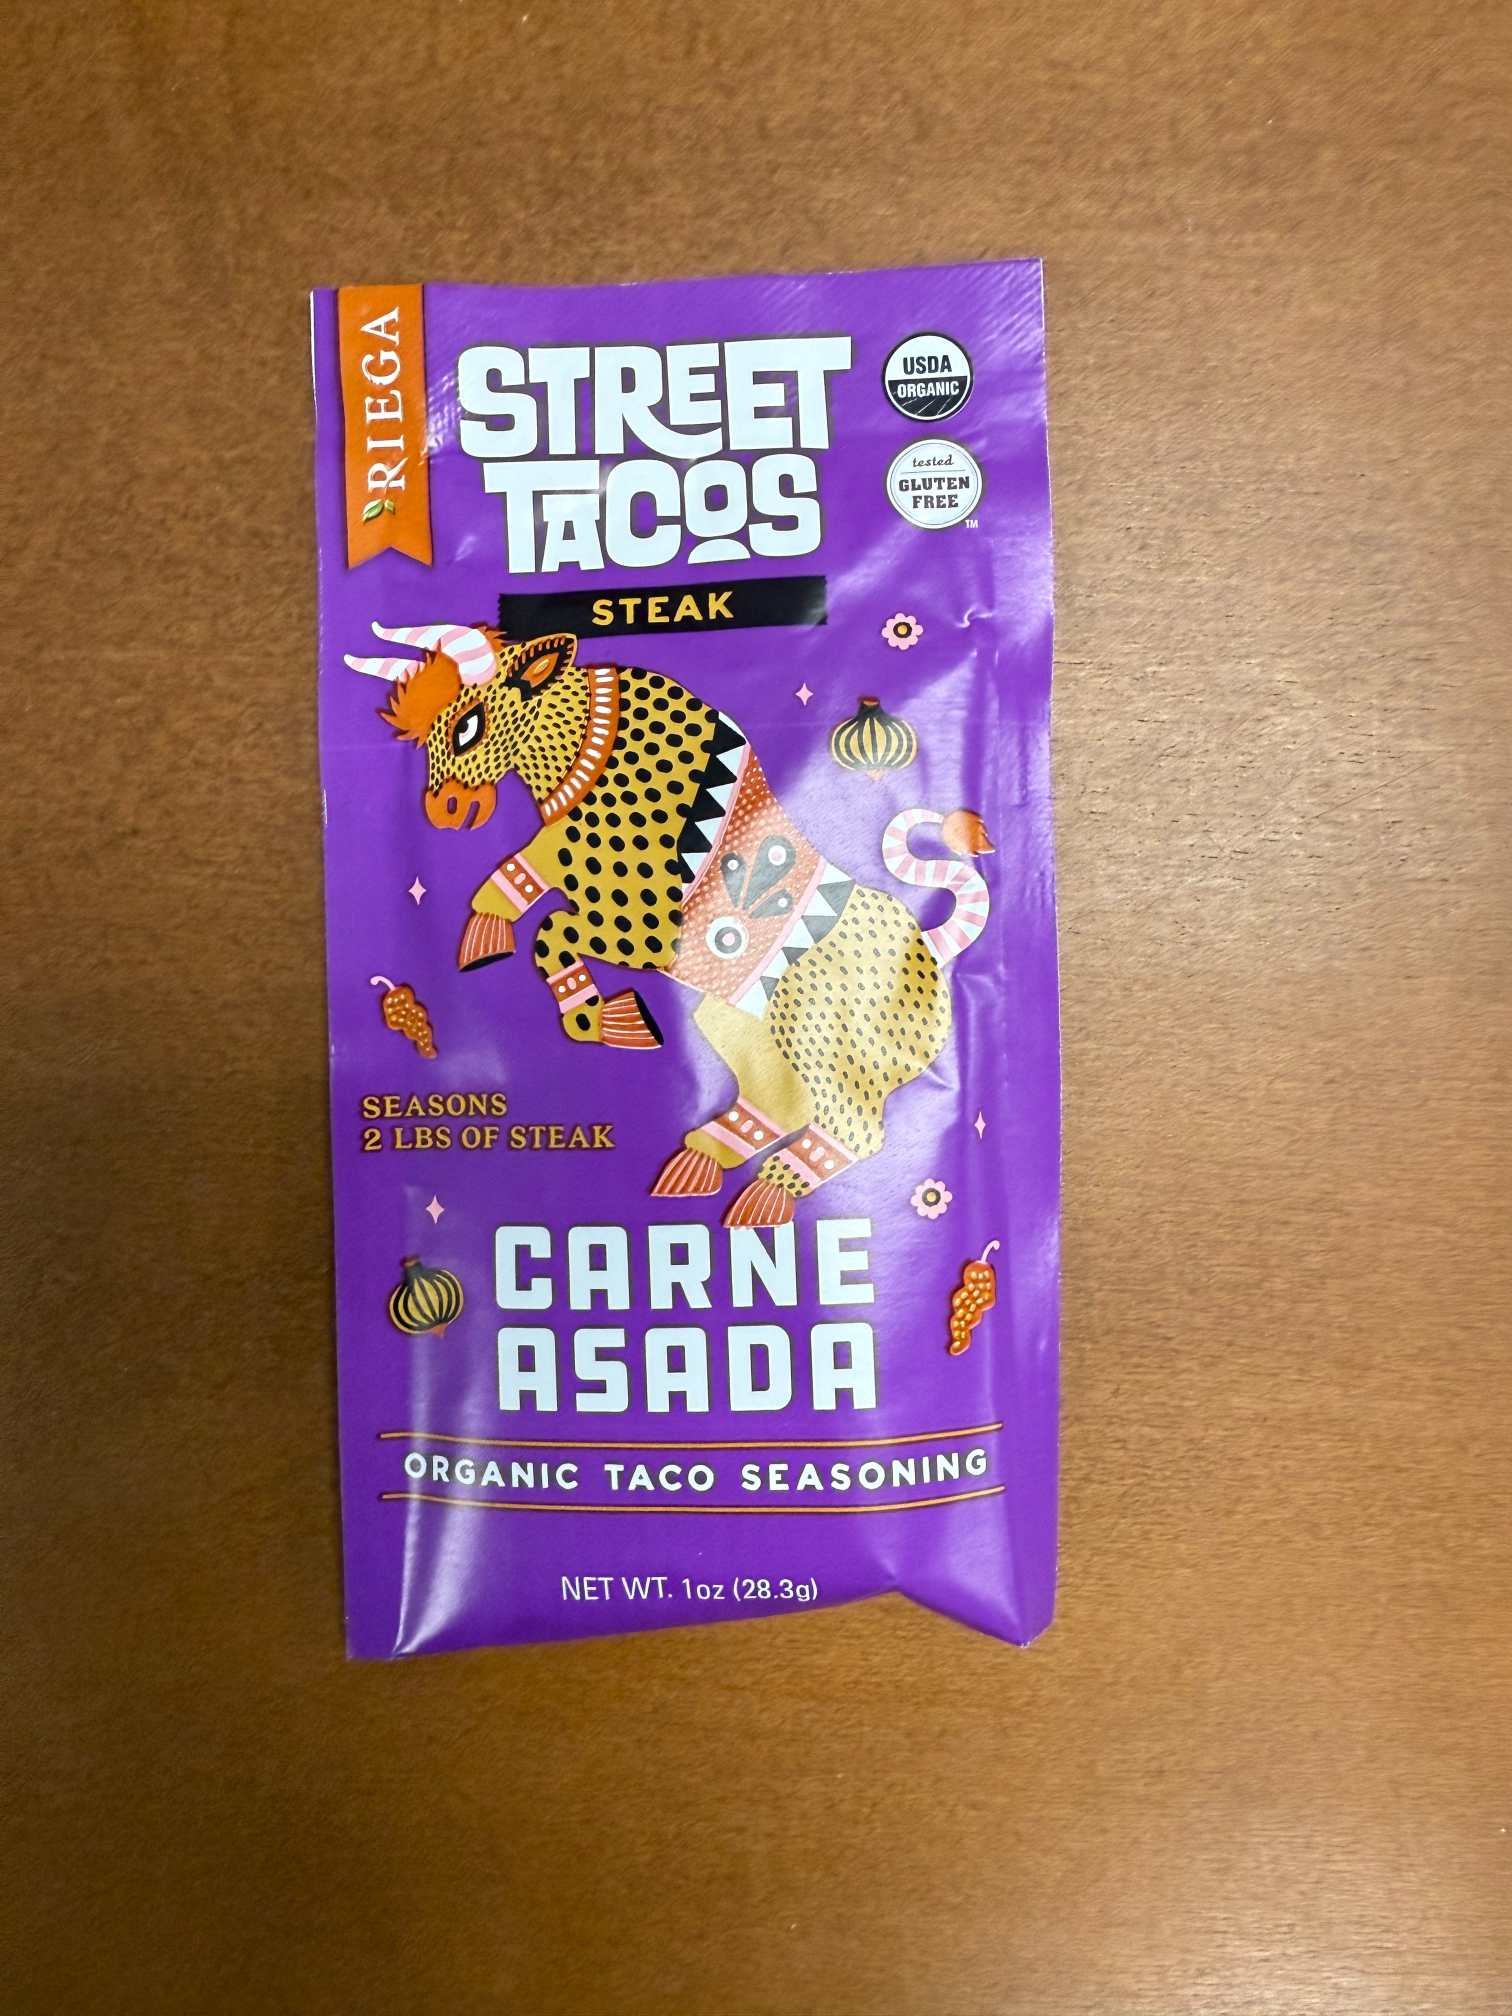 RIEGA
STREET
TACOS
STEAK
USDA
ORGANIC
tested
GLUTEN
FREE
TM
SEASONS
2 LBS OF STEAK
CARNE
ASADA
ORGANIC TACO SEASONING
NET WT. 1oz (28.3g)